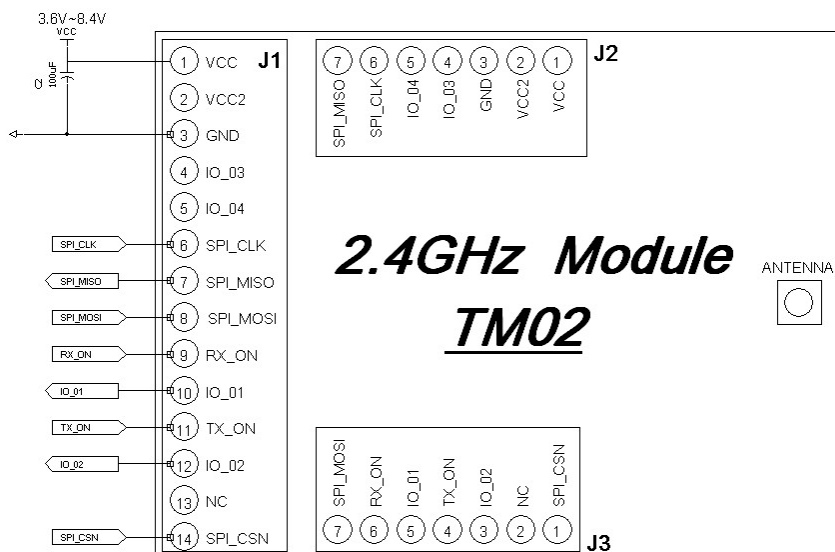 3.6V~8.4V
VCC
C2
100uF
J1
1 VCC
2 VCC2
3 GND
4 IO_03
5 IO_04
SPI_CLK 6 SPI_CLK
SPI_MISO 7 SPI_MISO
SPI_MOSI 8 SPI_MOSI
RX_ON 9 RX_ON
IO_01 10 IO_01
TX_ON 11 TX_ON
IO_02 12 IO_02
13 NC
SPI_CSN 14 SPI_CSN
J2
7 6 5 4 3 2 1
SPI_MISO
SPI_CLK
IO_04
IO_03
GND
VCC2
VCC
2.4GHz Module
TM02
ANTENNA
SPI_MOSI
RX_ON
IO_01
TX_ON
IO_02
NC
SPI_CSN
7 6 5 4 3 2 1
J3